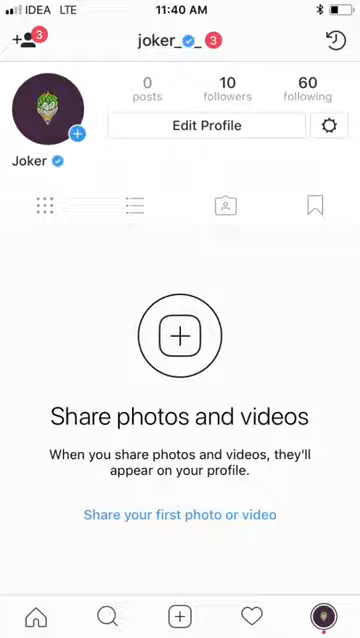 IDEA LTE 11:40 AM
3 joker__ 3
0 10 60
posts followers following
Edit Profile
Joker
Share photos and videos
When you share photos and videos, they'll
appear on your profile.
Share your first photo or video